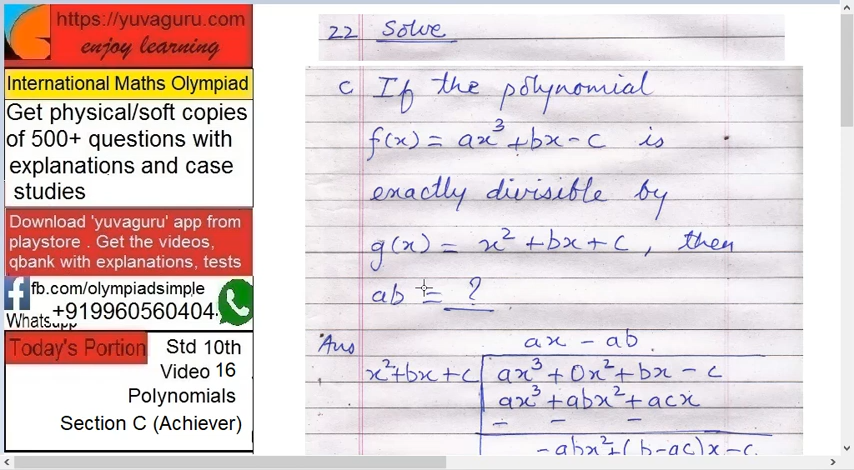 https://yuvaguru.com
enjoy learning
International Maths Olympiad
Get physical/soft copies
of 500+ questions with
explanations and case
studies
Download 'yuvaguru' app from
playstore . Get the videos,
qbank with explanations, tests
fb.com/olympiadsimple
+919960560404
Whatsapp
Today's Portion
Std 10th
Video 16
Polynomials
Section C (Achiever)
22 Solve
c If the polynomial
f(x) = ax³ + bx - c is
exactly divisible by
g(x) = x² + bx + c, then
ab = ?
Ans
ax - ab
x²+bx+c
ax³ + 0x² + bx - c
ax³ + abx² + acx
- - -
-abx² + (b-ac)x - c